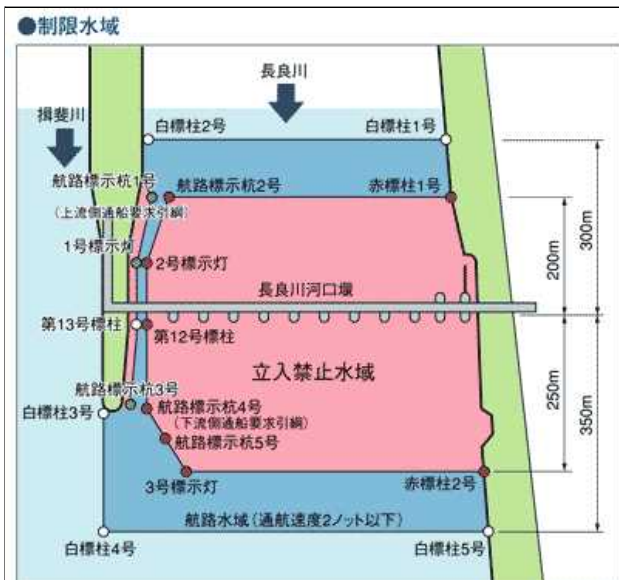 ●制限水域
長良川
揖斐川
白標柱2号
白標柱1号
航路標示杭1号
航路標示杭2号
赤標柱1号
(上流側通船要求引綱)
1号標示灯
2号標示灯
300m
200m
長良川河口堰
第13号標柱
第12号標柱
立入禁止水域
航路標示杭3号
白標柱3号
航路標示杭4号
(下流側通船要求引綱)
航路標示杭5号
250m
350m
3号標示灯
赤標柱2号
航路水域(通航速度2ノット以下)
白標柱4号
白標柱5号